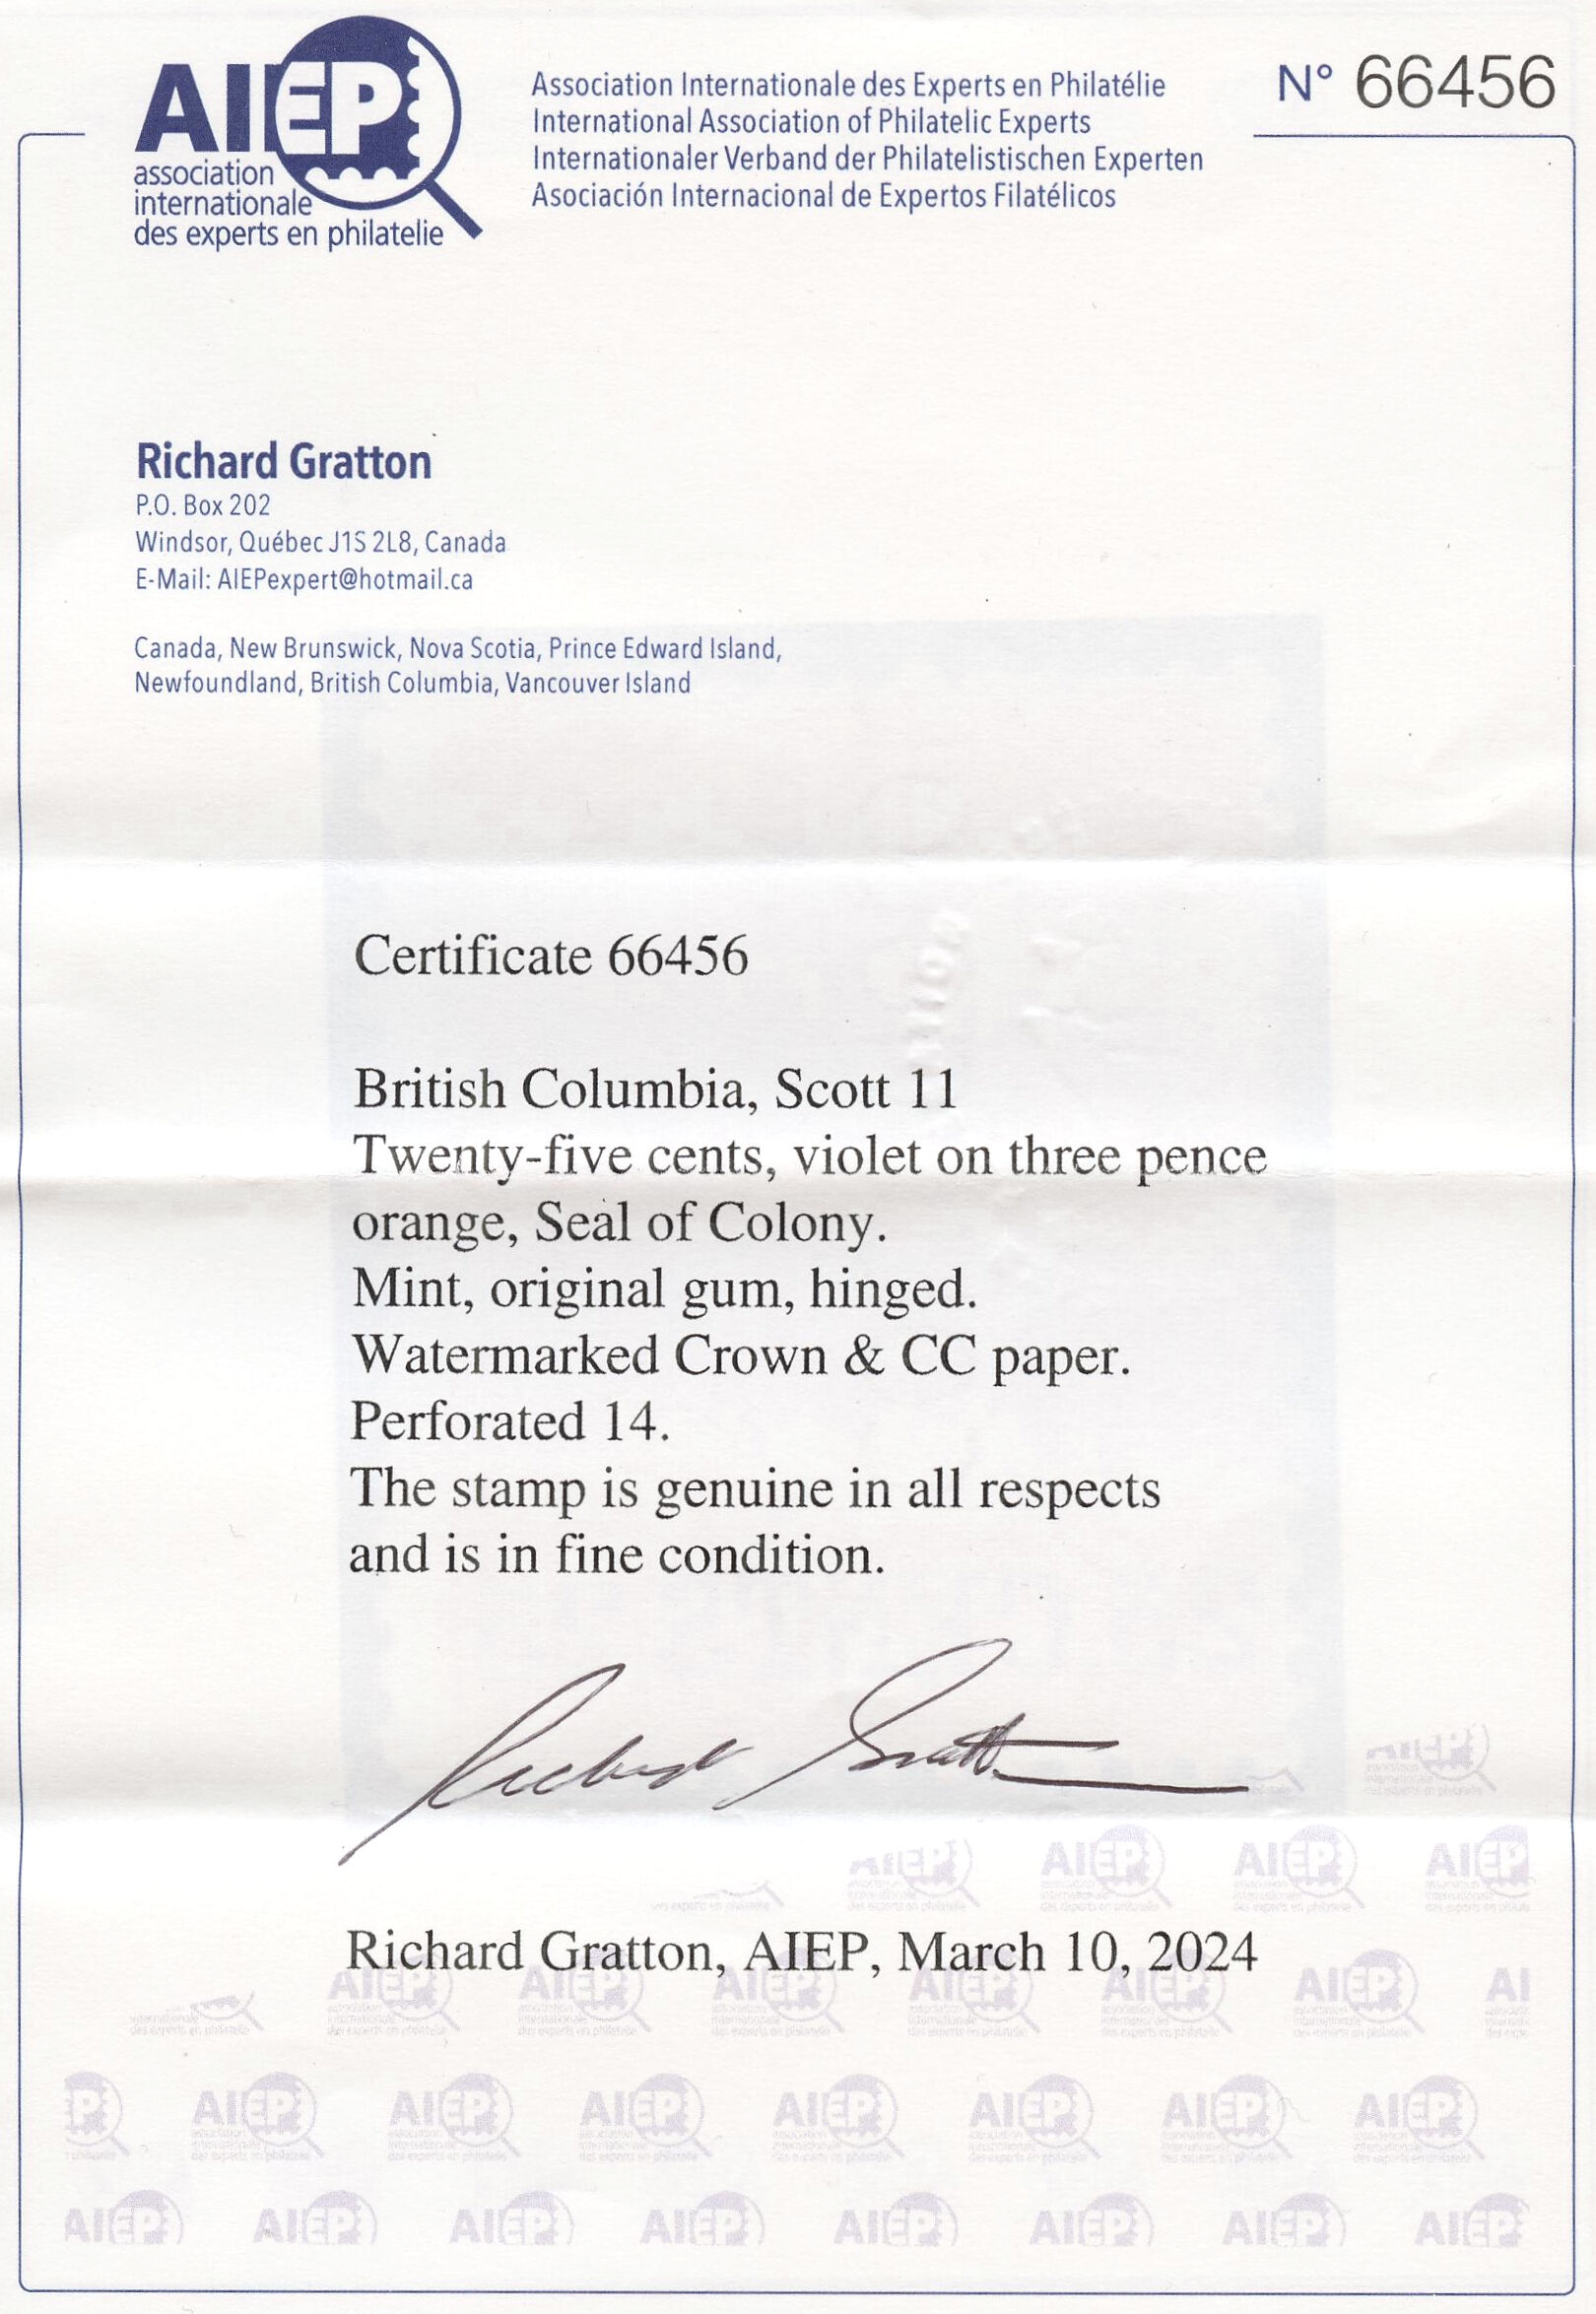 AIEP
association
internationale
des experts en philatelie
Association Internationale des Experts en Philatélie
International Association of Philatelic Experts
Internationaler Verband der Philatelistischen Experten
Asociación Internacional de Expertos Filatélicos
N° 66456
Richard Gratton
P.O. Box 202
Windsor, Québec J1S 2L8, Canada
E-Mail: AIEPexpert@hotmail.ca
Canada, New Brunswick, Nova Scotia, Prince Edward Island,
Newfoundland, British Columbia, Vancouver Island
Certificate 66456
British Columbia, Scott 11
Twenty-five cents, violet on three pence
orange, Seal of Colony.
Mint, original gum, hinged.
Watermarked Crown & CC paper.
Perforated 14.
The stamp is genuine in all respects
and is in fine condition.
Richard Gratton
Richard Gratton, AIEP, March 10, 2024